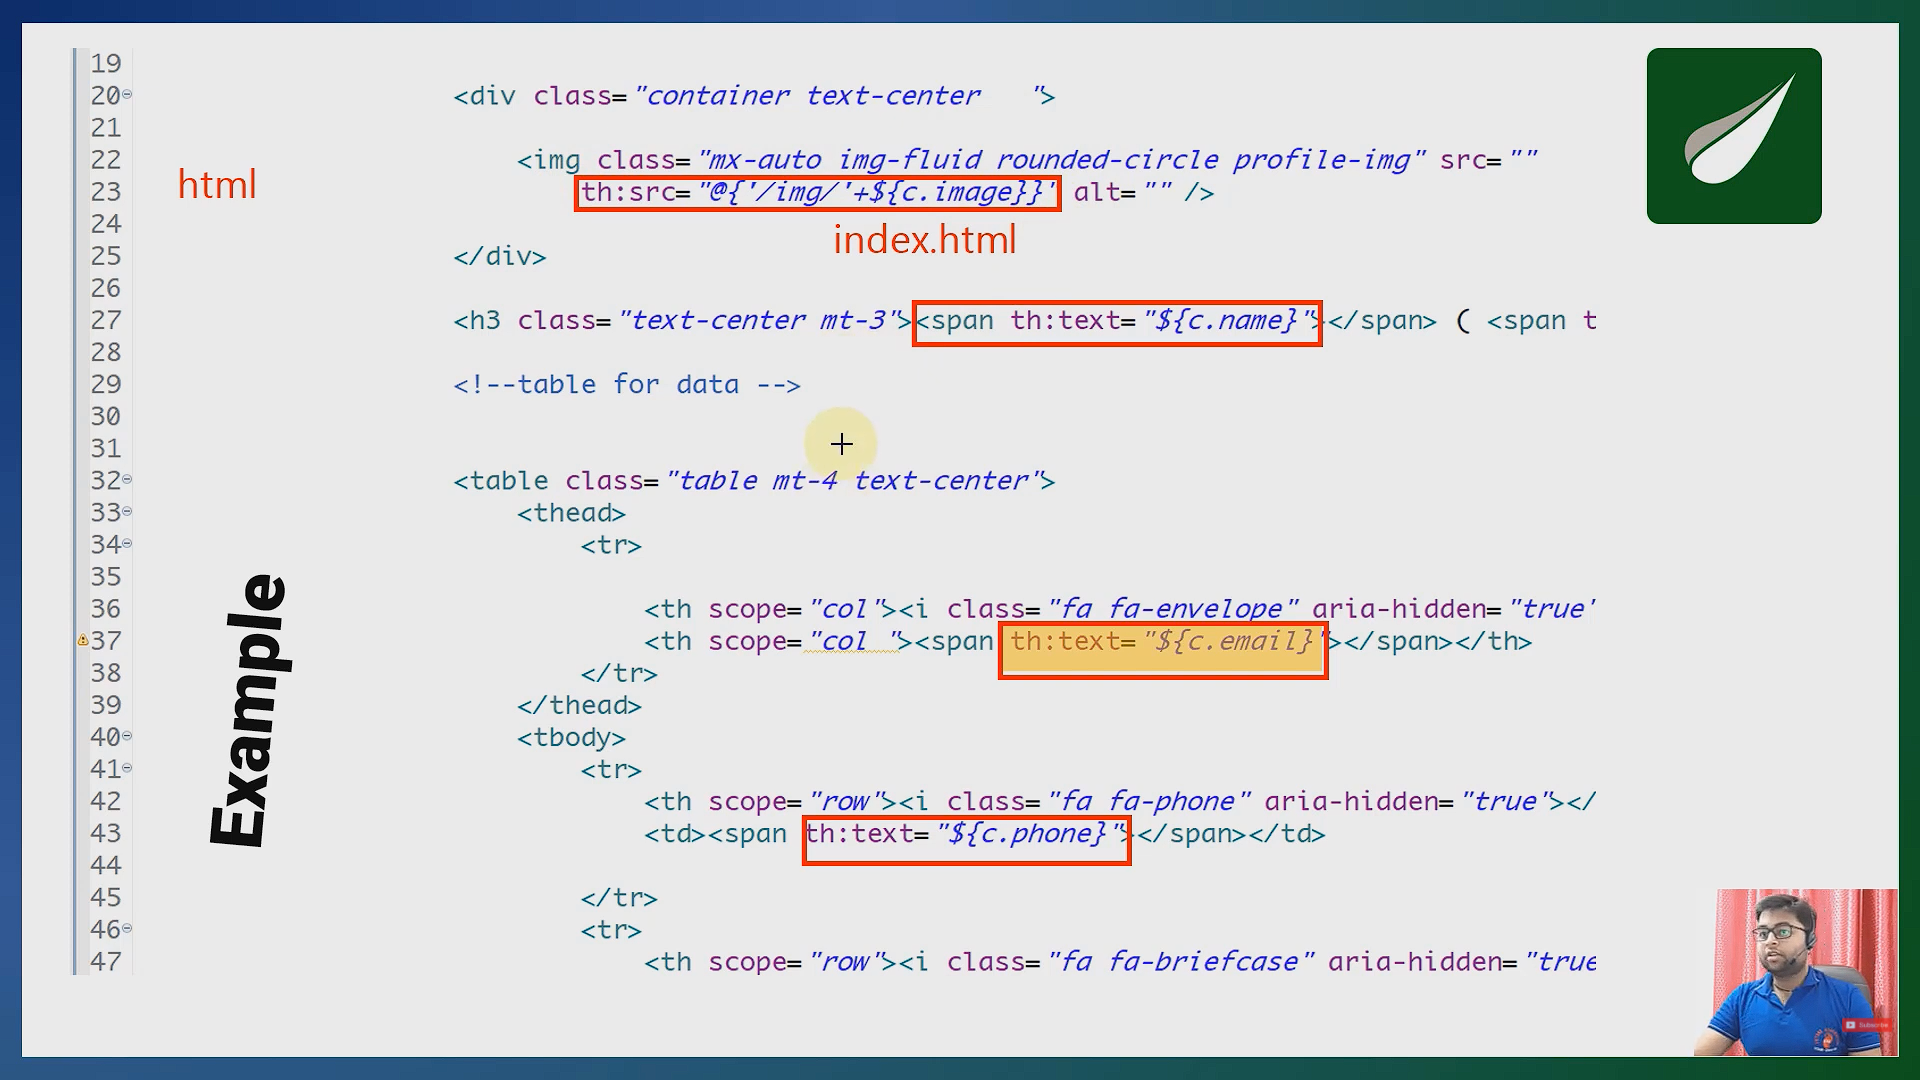 19
20 <div class="container text-center   ">
21
22 <img class="mx-auto img-fluid rounded-circle profile-img" src=""
html
23 th:src="@{'/img/'+${c.image}}" alt="" />
24
index.html
25 </div>
26
27 <h3 class="text-center mt-3"><span th:text="${c.name}"></span> ( <span t
28
29 <!--table for data -->
30
31
32 <table class="table mt-4 text-center">
33 <thead>
34 <tr>
35
36 <th scope="col"><i class="fa fa-envelope" aria-hidden="true"
37 <th scope="col "><span th:text="${c.email}"></span></th>
38 </tr>
39 </thead>
40 <tbody>
41 <tr>
42 <th scope="row"><i class="fa fa-phone" aria-hidden="true"></
43 <td><span th:text="${c.phone}"></span></td>
44
45 </tr>
46 <tr>
47 <th scope="row"><i class="fa fa-briefcase" aria-hidden="true
Example
Subscribe